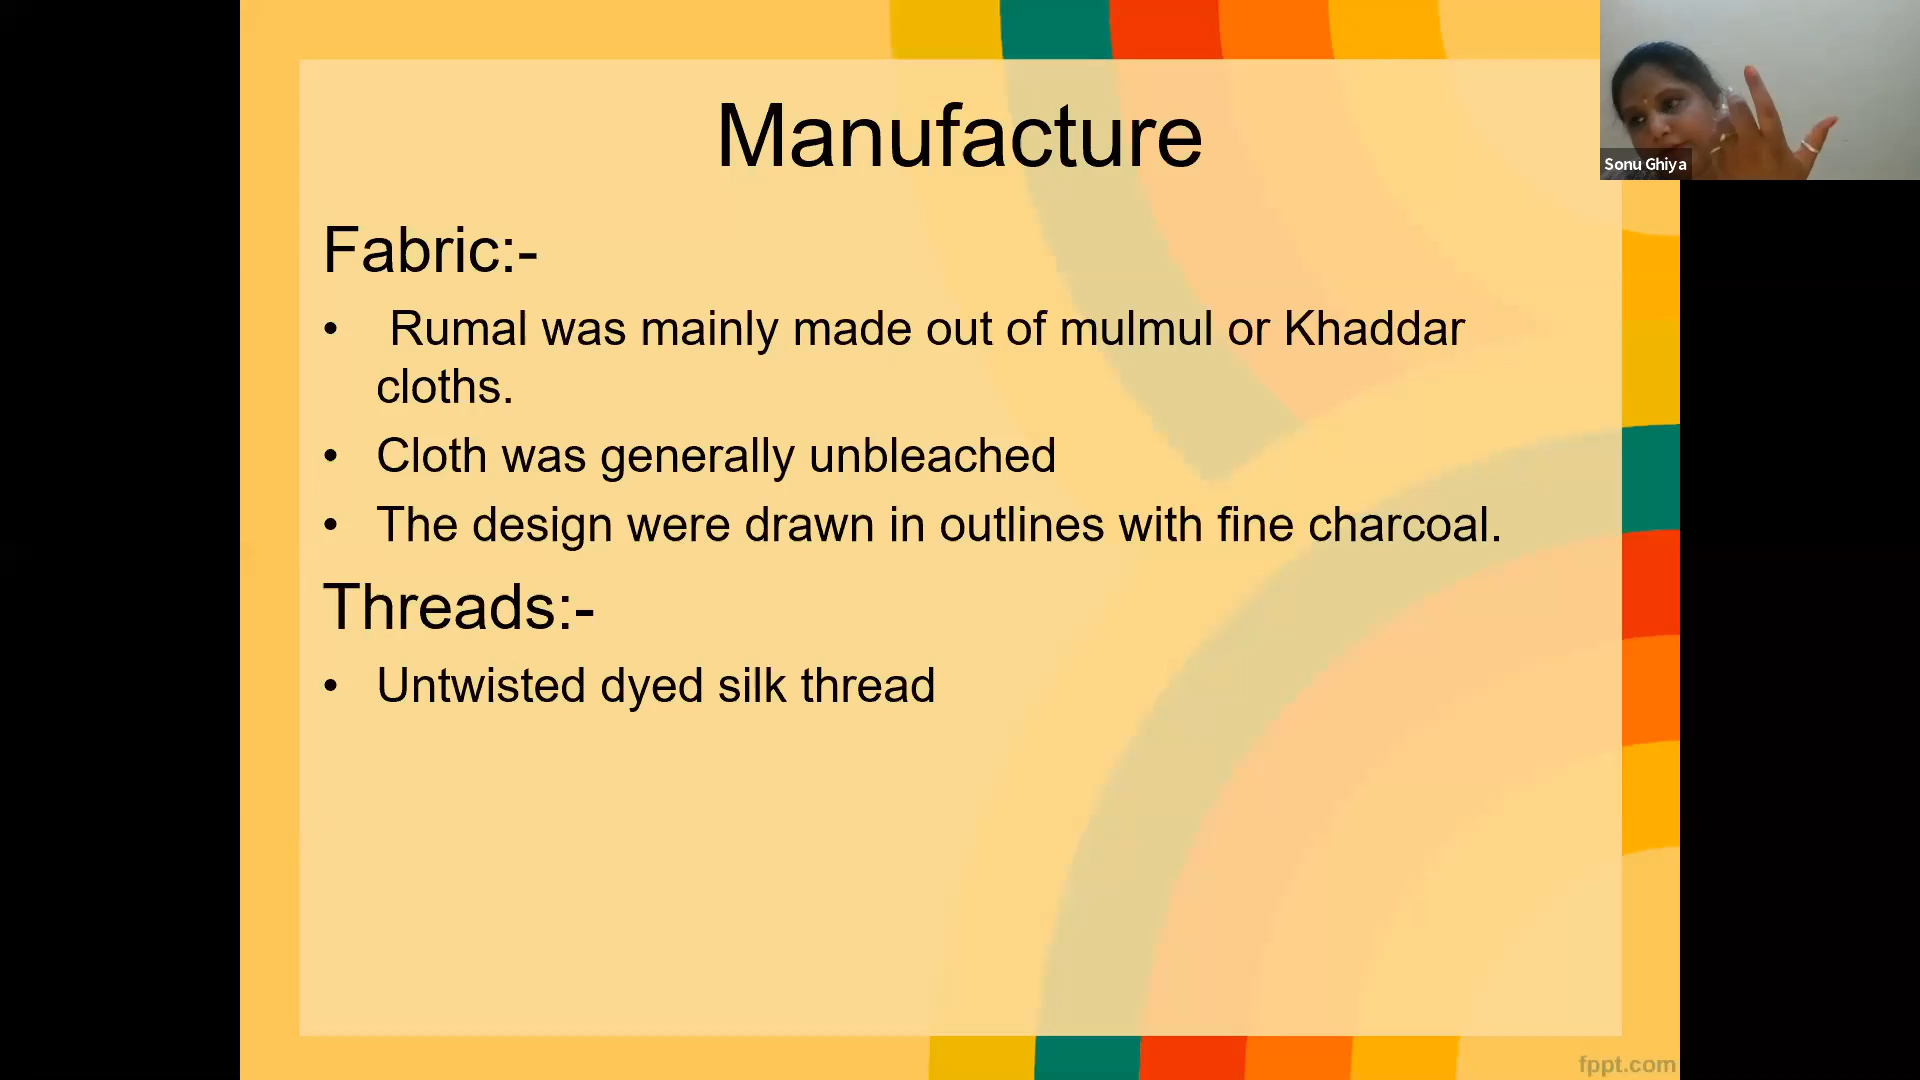 Manufacture
Sonu Ghiya
Fabric:-
• Rumal was mainly made out of mulmul or Khaddar
cloths.
• Cloth was generally unbleached
• The design were drawn in outlines with fine charcoal.
Threads:-
• Untwisted dyed silk thread
fppt.com